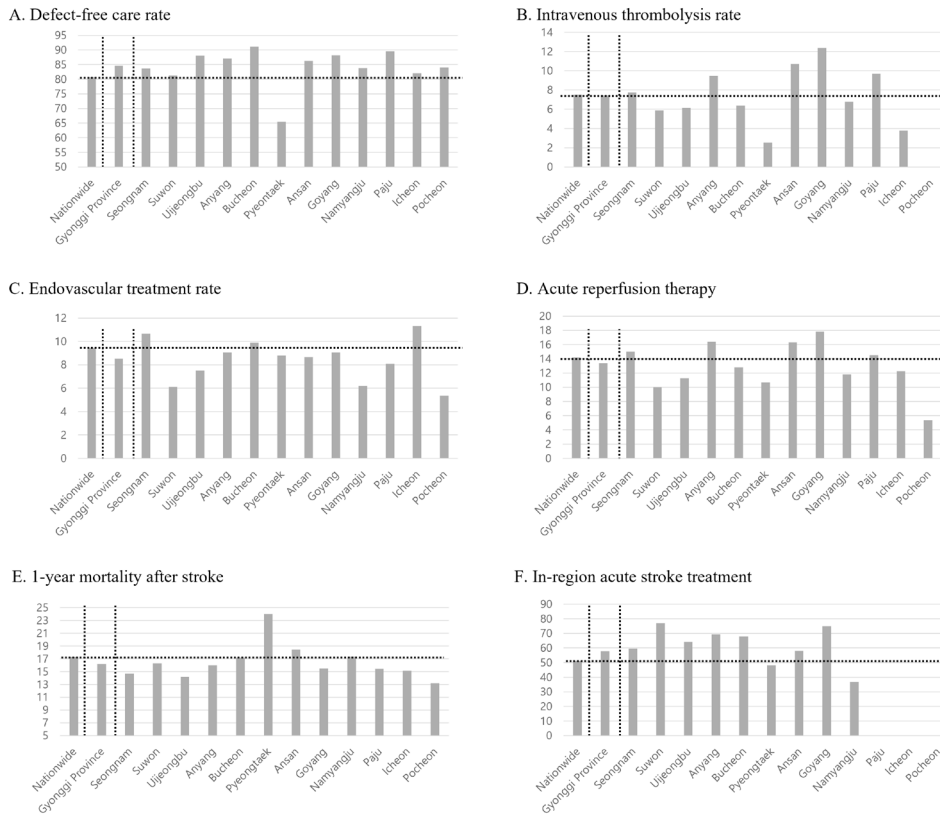 A. Defect-free care rate
95
90
85
80
75
70
65
60
55
50
Nationwide
Gyonggi Province
Seongnam
Suwon
Uijeongbu
Anyang
Bucheon
Pyeontaek
Ansan
Goyang
Namyangju
Paju
Icheon
Pocheon
B. Intravenous thrombolysis rate
14
12
10
8
6
4
2
0
Nationwide
Gyonggi Province
Seongnam
Suwon
Uijeongbu
Anyang
Bucheon
Pyeontaek
Ansan
Goyang
Namyangju
Paju
Icheon
Pocheon
C. Endovascular treatment rate
12
10
8
6
4
2
0
Nationwide
Gyonggi Province
Seongnam
Suwon
Uijeongbu
Anyang
Bucheon
Pyeontaek
Ansan
Goyang
Namyangju
Paju
Icheon
Pocheon
D. Acute reperfusion therapy
20
18
16
14
12
10
8
6
4
2
0
Nationwide
Gyonggi Province
Seongnam
Suwon
Uijeongbu
Anyang
Bucheon
Pyeontaek
Ansan
Goyang
Namyangju
Paju
Icheon
Pocheon
E. 1-year mortality after stroke
25
23
21
19
17
15
13
11
9
7
5
Nationwide
Gyonggi Province
Seongnam
Suwon
Uijeongbu
Anyang
Bucheon
Pyeongtaek
Ansan
Goyang
Namyangju
Paju
Icheon
Pocheon
F. In-region acute stroke treatment
90
80
70
60
50
40
30
20
10
0
Nationwide
Gyonggi Province
Seongnam
Suwon
Uijeongbu
Anyang
Bucheon
Pyeongtaek
Ansan
Goyang
Namyangju
Paju
Icheon
Pocheon